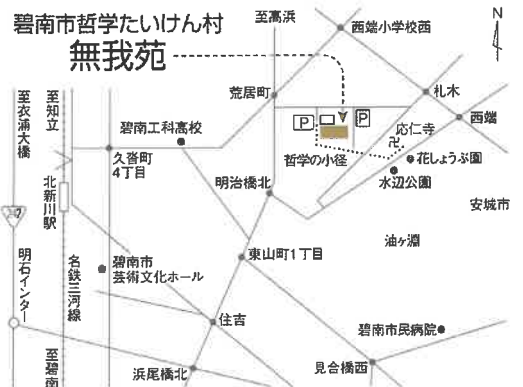 碧南市哲学たいけん村
無我苑
至高浜
N
西端小学校西
荒居町
札木
西端
P
P
応仁寺
卍
花しょうぶ園
水辺公園
哲学の小径
至衣浦大橋
至知立
碧南工科高校
久沓町
4丁目
北新川駅
明治橋北
安城市
油ヶ淵
247
明石インター
名鉄三河線
碧南市
芸術文化ホール
東山町1丁目
住吉
碧南市民病院
見合橋西
浜尾橋北
至碧南